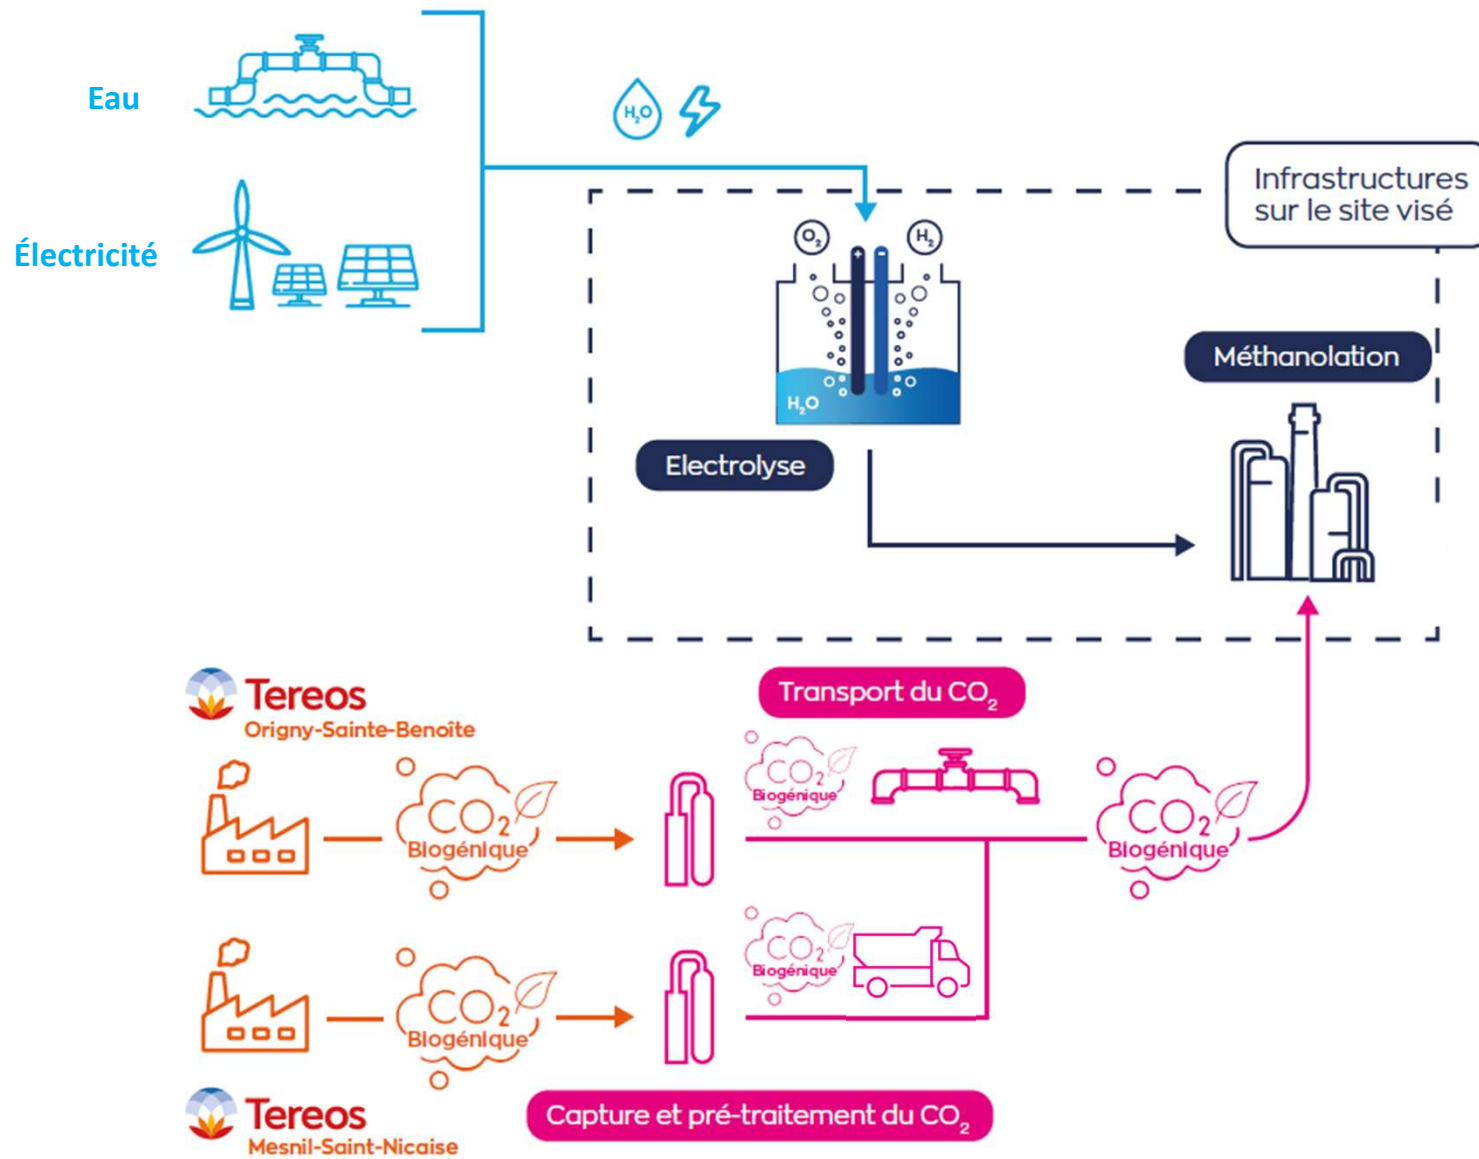 Eau
H₂O
Électricité
Infrastructures
sur le site visé
O₂
H₂
+
-
H₂O
Méthanolation
Electrolyse
Tereos
Origny-Sainte-Benoîte
Transport du CO₂
CO₂
Biogénique
CO₂
Biogénique
CO₂
Biogénique
CO₂
Biogénique
CO₂
Biogénique
Tereos
Mesnil-Saint-Nicaise
Capture et pré-traitement du CO₂